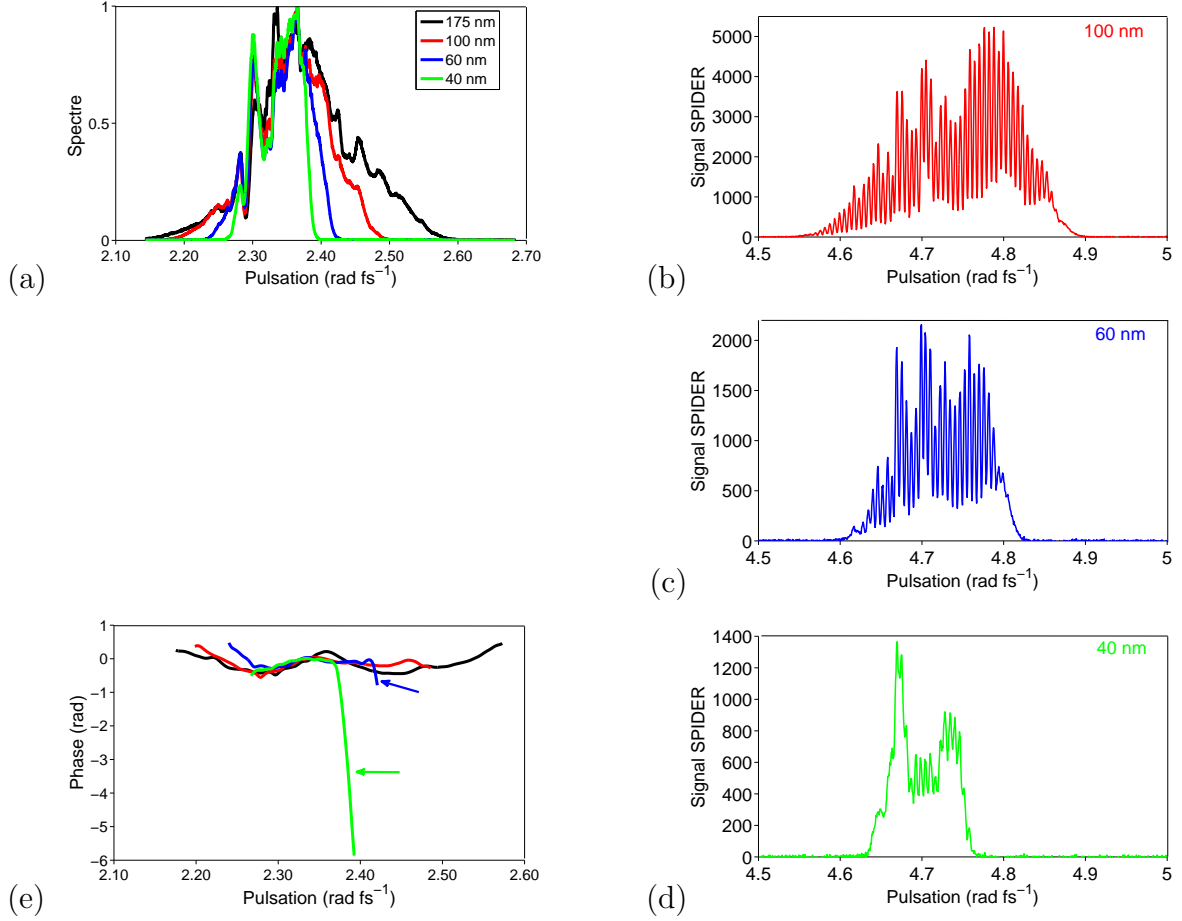 1
0.5
0
Spectre
175 nm
100 nm
60 nm
40 nm
2.10 2.20 2.30 2.40 2.50 2.60 2.70
Pulsation (rad fs⁻¹)
(a)
100 nm
5000
4000
3000
2000
1000
0
Signal SPIDER
4.5 4.6 4.7 4.8 4.9 5
Pulsation (rad fs⁻¹)
(b)
60 nm
2000
1500
1000
500
0
Signal SPIDER
4.5 4.6 4.7 4.8 4.9 5
Pulsation (rad fs⁻¹)
(c)
1
0
−1
−2
−3
−4
−5
−6
Phase (rad)
2.10 2.20 2.30 2.40 2.50 2.60
Pulsation (rad fs⁻¹)
(e)
40 nm
1400
1200
1000
800
600
400
200
0
Signal SPIDER
4.5 4.6 4.7 4.8 4.9 5
Pulsation (rad fs⁻¹)
(d)